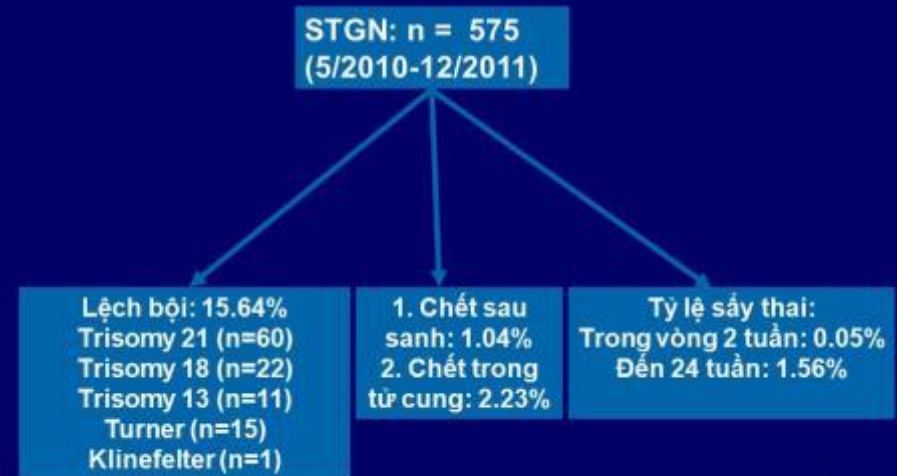 STGN: n = 575
(5/2010-12/2011)
Lệch bội: 15.64%
Trisomy 21 (n=60)
Trisomy 18 (n=22)
Trisomy 13 (n=11)
Turner (n=15)
Klinefelter (n=1)
1. Chết sau
sanh: 1.04%
2. Chết trong
tử cung: 2.23%
Tỷ lệ sẩy thai:
Trong vòng 2 tuần: 0.05%
Đến 24 tuần: 1.56%